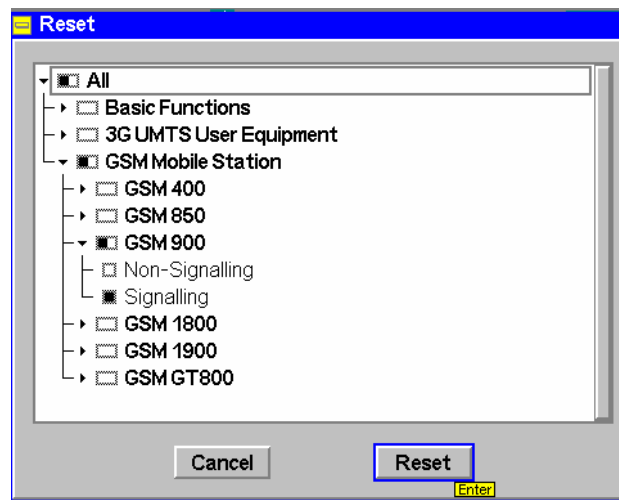 Reset
All
Basic Functions
3G UMTS User Equipment
GSM Mobile Station
GSM 400
GSM 850
GSM 900
Non-Signalling
Signalling
GSM 1800
GSM 1900
GSM GT800
Cancel Reset
Enter